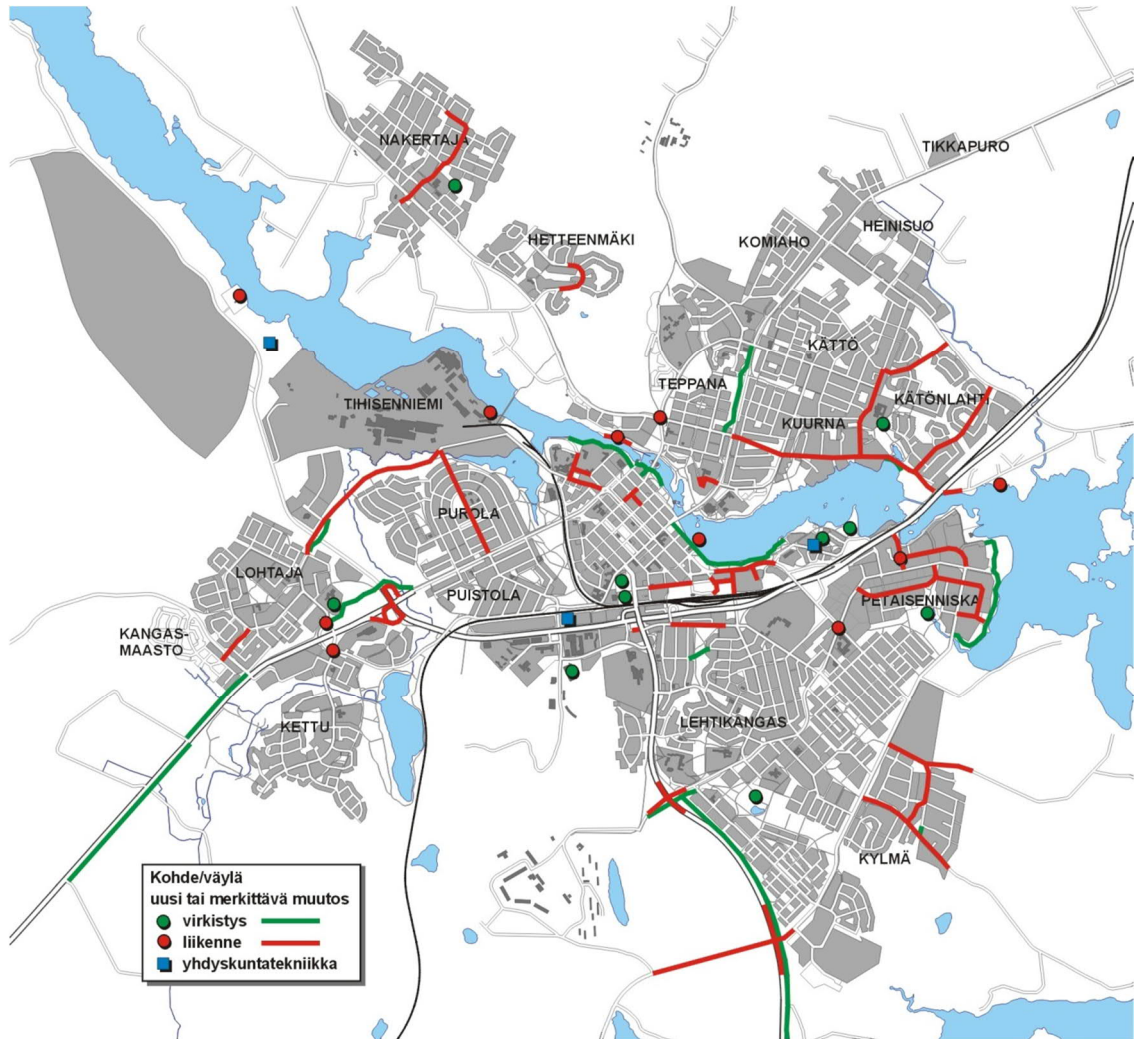 NAKERTAJA
TIKKAPURO
HETTEENMÄKI
KOMIAHO
HEINISUO
KÄTTÖ
TEPPANA
KÄTÖNLAHTI
TIHISENNIEMI
KUURNA
PUROLA
LOHTAJA
PUISTOLA
PETÄISENNISKA
KANGAS-
MAASTO
KETTU
LEHTIKANGAS
KYLMÄ
Kohde/väylä
uusi tai merkittävä muutos
virkistys
liikenne
yhdyskuntatekniikka